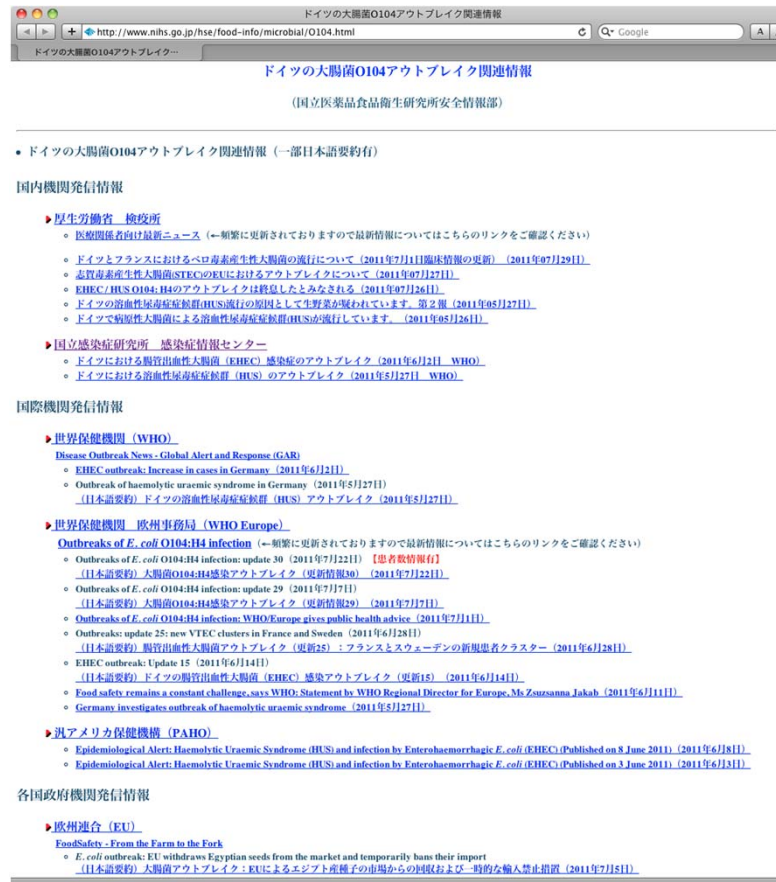 ドイツの大腸菌O104アウトブレイク関連情報
http://www.nihs.go.jp/hse/food-info/microbial/O104.html
Google
A
ドイツの大腸菌O104アウトブレイク…
ドイツの大腸菌O104アウトブレイク関連情報
（国立医薬品食品衛生研究所安全情報部）
• ドイツの大腸菌O104アウトブレイク関連情報（一部日本語要約有）
国内機関発信情報
厚生労働省 検疫所
医療関係者向け最新ニュース（←頻繁に更新されておりますので最新情報についてはこちらのリンクをご確認ください）
ドイツとフランスにおけるベロ毒素産生性大腸菌の流行について（2011年7月1日臨床情報の更新）（2011年07月29日）
志賀毒素産生性大腸菌(STEC)のEUにおけるアウトブレイクについて（2011年07月27日）
EHEC / HUS O104: H4のアウトブレイクは終息したとみなされる（2011年07月26日）
ドイツの溶血性尿毒症症候群(HUS)流行の原因として生野菜が疑われています。第２報（2011年05月27日）
ドイツで病原性大腸菌による溶血性尿毒症症候群(HUS)が流行しています。（2011年05月26日）
国立感染症研究所 感染症情報センター
ドイツにおける腸管出血性大腸菌（EHEC）感染症のアウトブレイク（2011年6月2日 WHO）
ドイツにおける溶血性尿毒症症候群（HUS）のアウトブレイク（2011年5月27日 WHO）
国際機関発信情報
世界保健機関（WHO）
Disease Outbreak News - Global Alert and Response (GAR)
EHEC outbreak: Increase in cases in Germany（2011年6月2日）
Outbreak of haemolytic uraemic syndrome in Germany（2011年5月27日）
（日本語要約）ドイツの溶血性尿毒症症候群（HUS）アウトブレイク（2011年5月27日）
世界保健機関 欧州事務局（WHO Europe）
Outbreaks of E. coli O104:H4 infection（←頻繁に更新されておりますので最新情報についてはこちらのリンクをご確認ください）
Outbreaks of E. coli O104:H4 infection: update 30（2011年7月22日）【患者数情報有】
（日本語要約）大腸菌O104:H4感染アウトブレイク（更新情報30）（2011年7月22日）
Outbreaks of E. coli O104:H4 infection: update 29（2011年7月7日）
（日本語要約）大腸菌O104:H4感染アウトブレイク（更新情報29）（2011年7月7日）
Outbreaks of E. coli O104:H4 infection: WHO/Europe gives public health advice（2011年7月1日）
Outbreaks: update 25: new VTEC clusters in France and Sweden（2011年6月28日）
（日本語要約）腸管出血性大腸菌アウトブレイク（更新25）：フランスとスウェーデンの新規患者クラスター（2011年6月28日）
EHEC outbreak: Update 15（2011年6月14日）
（日本語要約）ドイツの腸管出血性大腸菌（EHEC）感染アウトブレイク（更新15）（2011年6月14日）
Food safety remains a constant challenge, says WHO: Statement by WHO Regional Director for Europe, Ms Zsuzsanna Jakab（2011年6月11日）
Germany investigates outbreak of haemolytic uraemic syndrome（2011年5月27日）
汎アメリカ保健機構（PAHO）
Epidemiological Alert: Haemolytic Uraemic Syndrome (HUS) and infection by Enterohaemorrhagic E. coli (EHEC) (Published on 8 June 2011)（2011年6月8日）
Epidemiological Alert: Haemolytic Uraemic Syndrome (HUS) and infection by Enterohaemorrhagic E. coli (EHEC) (Published on 3 June 2011)（2011年6月3日）
各国政府機関発信情報
欧州連合（EU）
FoodSafety - From the Farm to the Fork
E. coli outbreak: EU withdraws Egyptian seeds from the market and temporarily bans their import
（日本語要約）大腸菌アウトブレイク：EUによるエジプト産種子の市場からの回収および一時的な輸入禁止措置（2011年7月5日）